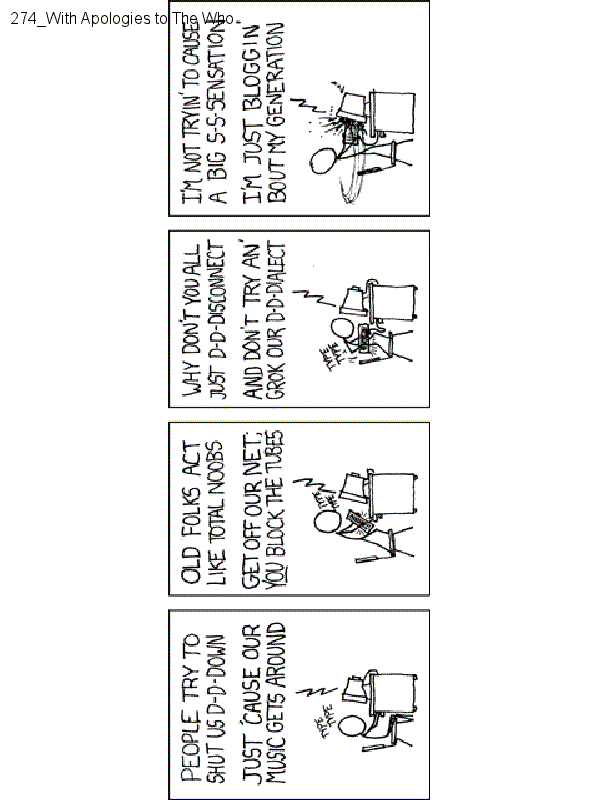 274_With Apologies to The Who
PEOPLE TRY TO
SHUT US D-D-DOWN
JUST 'CAUSE OUR
MUSIC GETS AROUND
TYPE
TYPE
OLD FOLKS ACT
LIKE TOTAL NOOBS
GET OFF OUR NET;
YOU BLOCK THE TUBES
WHY DON'T YOU ALL
JUST D-D-DISCONNECT
AND DON'T TRY AN'
GROK OUR D-D-DIALECT
TYPE
TYPE
I'M NOT TRYIN' TO CAUSE
A BIG S-S-SENSATION
I'M JUST BLOGGIN'
BOUT MY GENERATION